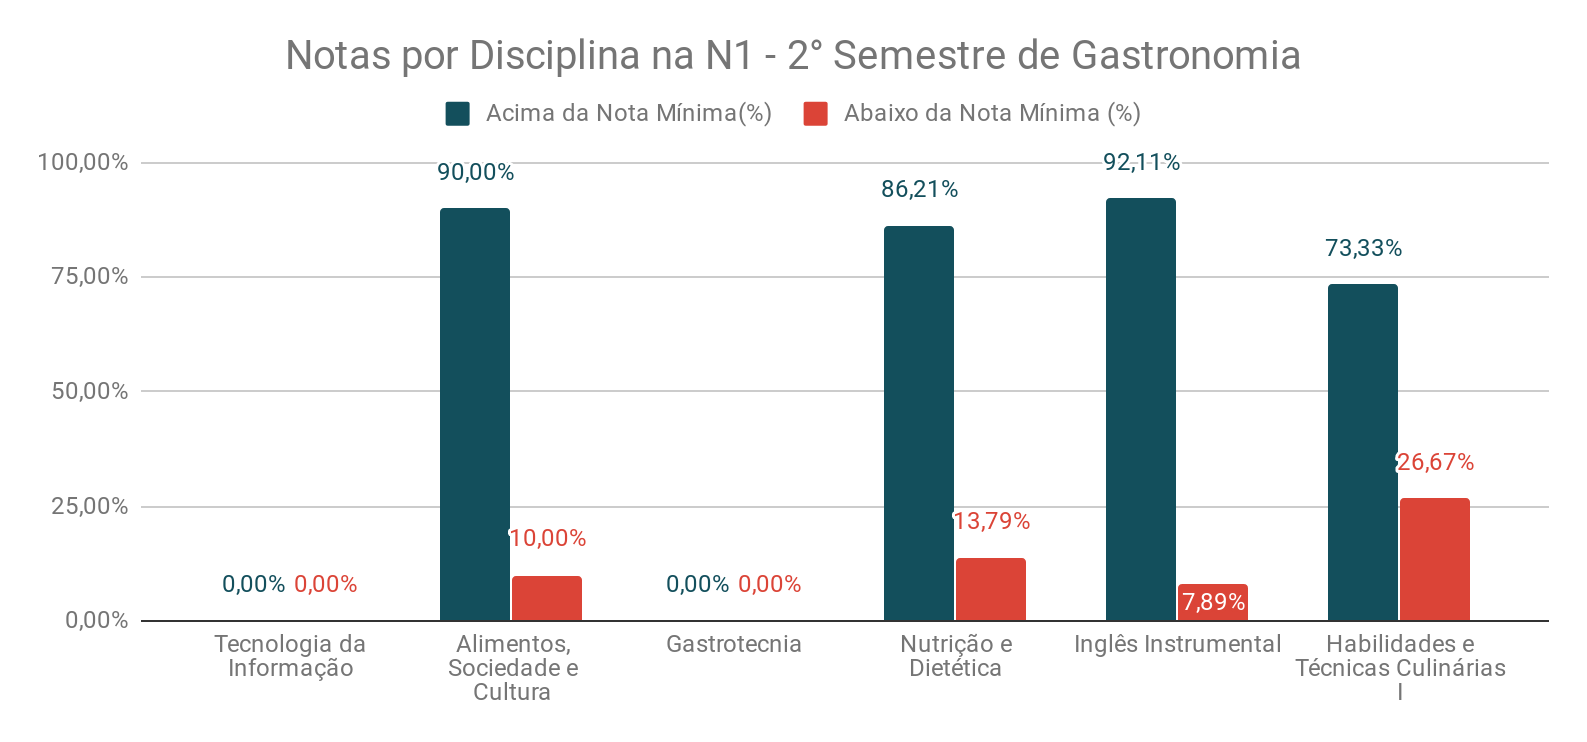 Notas por Disciplina na N1 - 2° Semestre de Gastronomia
Acima da Nota Mínima(%)
Abaixo da Nota Mínima (%)
100,00%
75,00%
50,00%
25,00%
0,00%
0,00%
0,00%
90,00%
10,00%
0,00%
0,00%
86,21%
13,79%
92,11%
7,89%
73,33%
26,67%
Tecnologia da
Informação
Alimentos,
Sociedade e
Cultura
Gastrotecnia
Nutrição e
Dietética
Inglês Instrumental
Habilidades e
Técnicas Culinárias
I